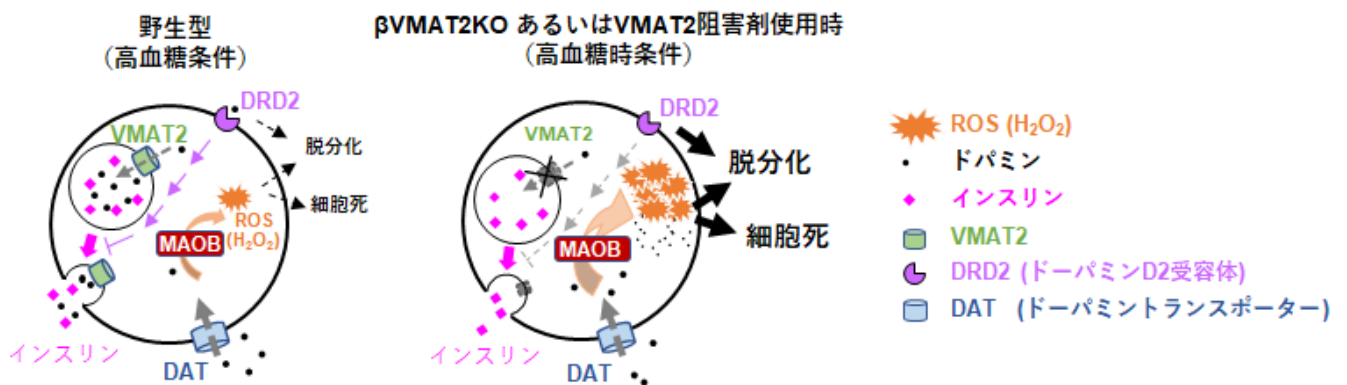 野生型
(高血糖条件)
DRD2
VMAT2
脱分化
細胞死
ROS
(H₂O₂)
MAOB
インスリン
DAT
βVMAT2KO あるいはVMAT2阻害剤使用時
(高血糖時条件)
DRD2
VMAT2
脱分化
細胞死
MAOB
インスリン
DAT
ROS (H₂O₂)
ドパミン
インスリン
VMAT2
DRD2 (ドーパミンD2受容体)
DAT (ドーパミントランスポーター)